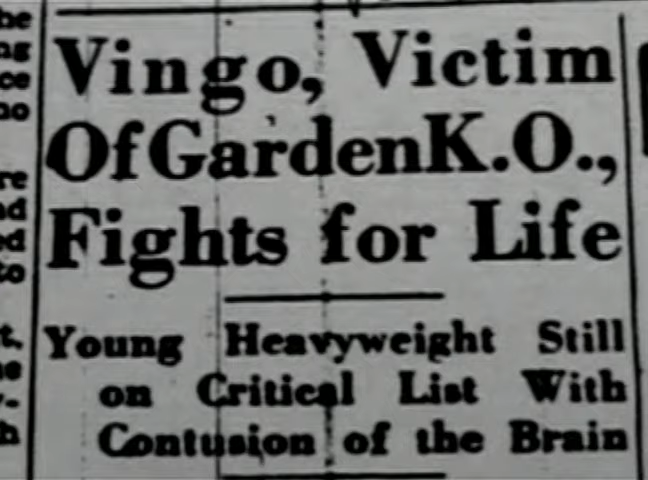 Vingo, Victim
Of Garden K.O.,
Fights for Life
Young Heavyweight Still
on Critical List With
Contusion of the Brain